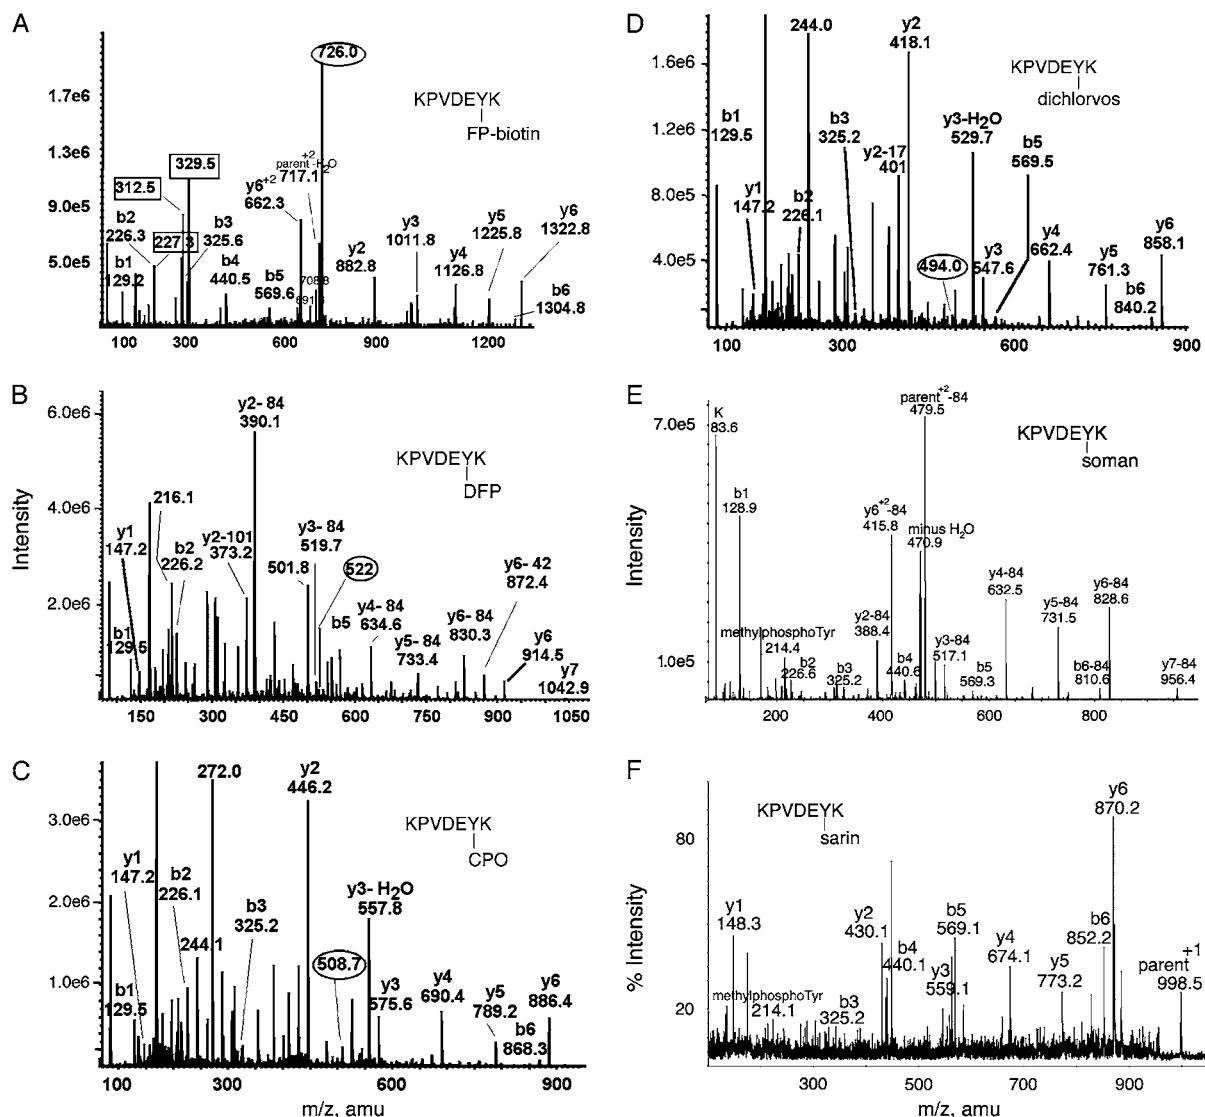 A
726.0
1.7e6
KPVDEYK
FP-biotin
1.3e6
329.5
parent+2-H2O
717.1
312.5
y6+2
662.3
9.0e5
b2
226.3
227.3
b3
325.6
b4
440.5
y2
882.8
y3
1011.8
y4
1126.8
y5
1225.8
y6
1322.8
5.0e5
b1
129.2
b5
569.6
708.8
b6
1304.8
100
300
600
900
1200
B
6.0e6
y2- 84
390.1
KPVDEYK
DFP
Intensity
4.0e6
216.1
y1
147.2
b2
226.2
y2-101
373.2
y3- 84
519.7
501.8
522
y6- 42
872.4
2.0e6
b5
y4- 84
634.6
y6- 84
830.3
b1
129.5
y5- 84
733.4
y6
914.5
y7
1042.9
150
300
450
600
750
900
1050
C
272.0
y2
446.2
KPVDEYK
CPO
3.0e6
y1
147.2
b2
226.1
2.0e6
b3
325.2
y3- H2O
557.8
244.1
508.7
1.0e6
b1
129.5
y3
575.6
y4
690.4
y5
789.2
y6
886.4
b6
868.3
100
300
600
900
m/z, amu
D
244.0
y2
418.1
1.6e6
KPVDEYK
dichlorvos
1.2e6
b1
129.5
b3
325.2
y3-H2O
529.7
y2-17
401
b5
569.5
8.0e5
y1
147.2
b2
226.1
4.0e5
494.0
y3
547.6
y4
662.4
y5
761.3
y6
858.1
b6
840.2
100
300
600
900
E
parent+2-84
479.5
7.0e5
K
83.6
KPVDEYK
soman
b1
128.9
y6+2-84
415.8
minus H2O
470.9
Intensity
y4-84
632.5
y6-84
828.6
y2-84
388.4
y5-84
731.5
methylphosphoTyr
214.4
226.6
b2
b3
325.2
b4
440.6
y3-84
517.1
b5
569.3
b6-84
810.6
y7-84
956.4
1.0e5
200
400
600
800
F
y6
870.2
KPVDEYK
sarin
80
% Intensity
y1
148.3
y2
430.1
b5
569.1
b6
852.2
b4
440.1
y4
674.1
y3
559.1
y5
773.2
parent+1
998.5
methylphosphoTyr
214.1
b3
325.2
20
300
500
700
900
m/z, amu